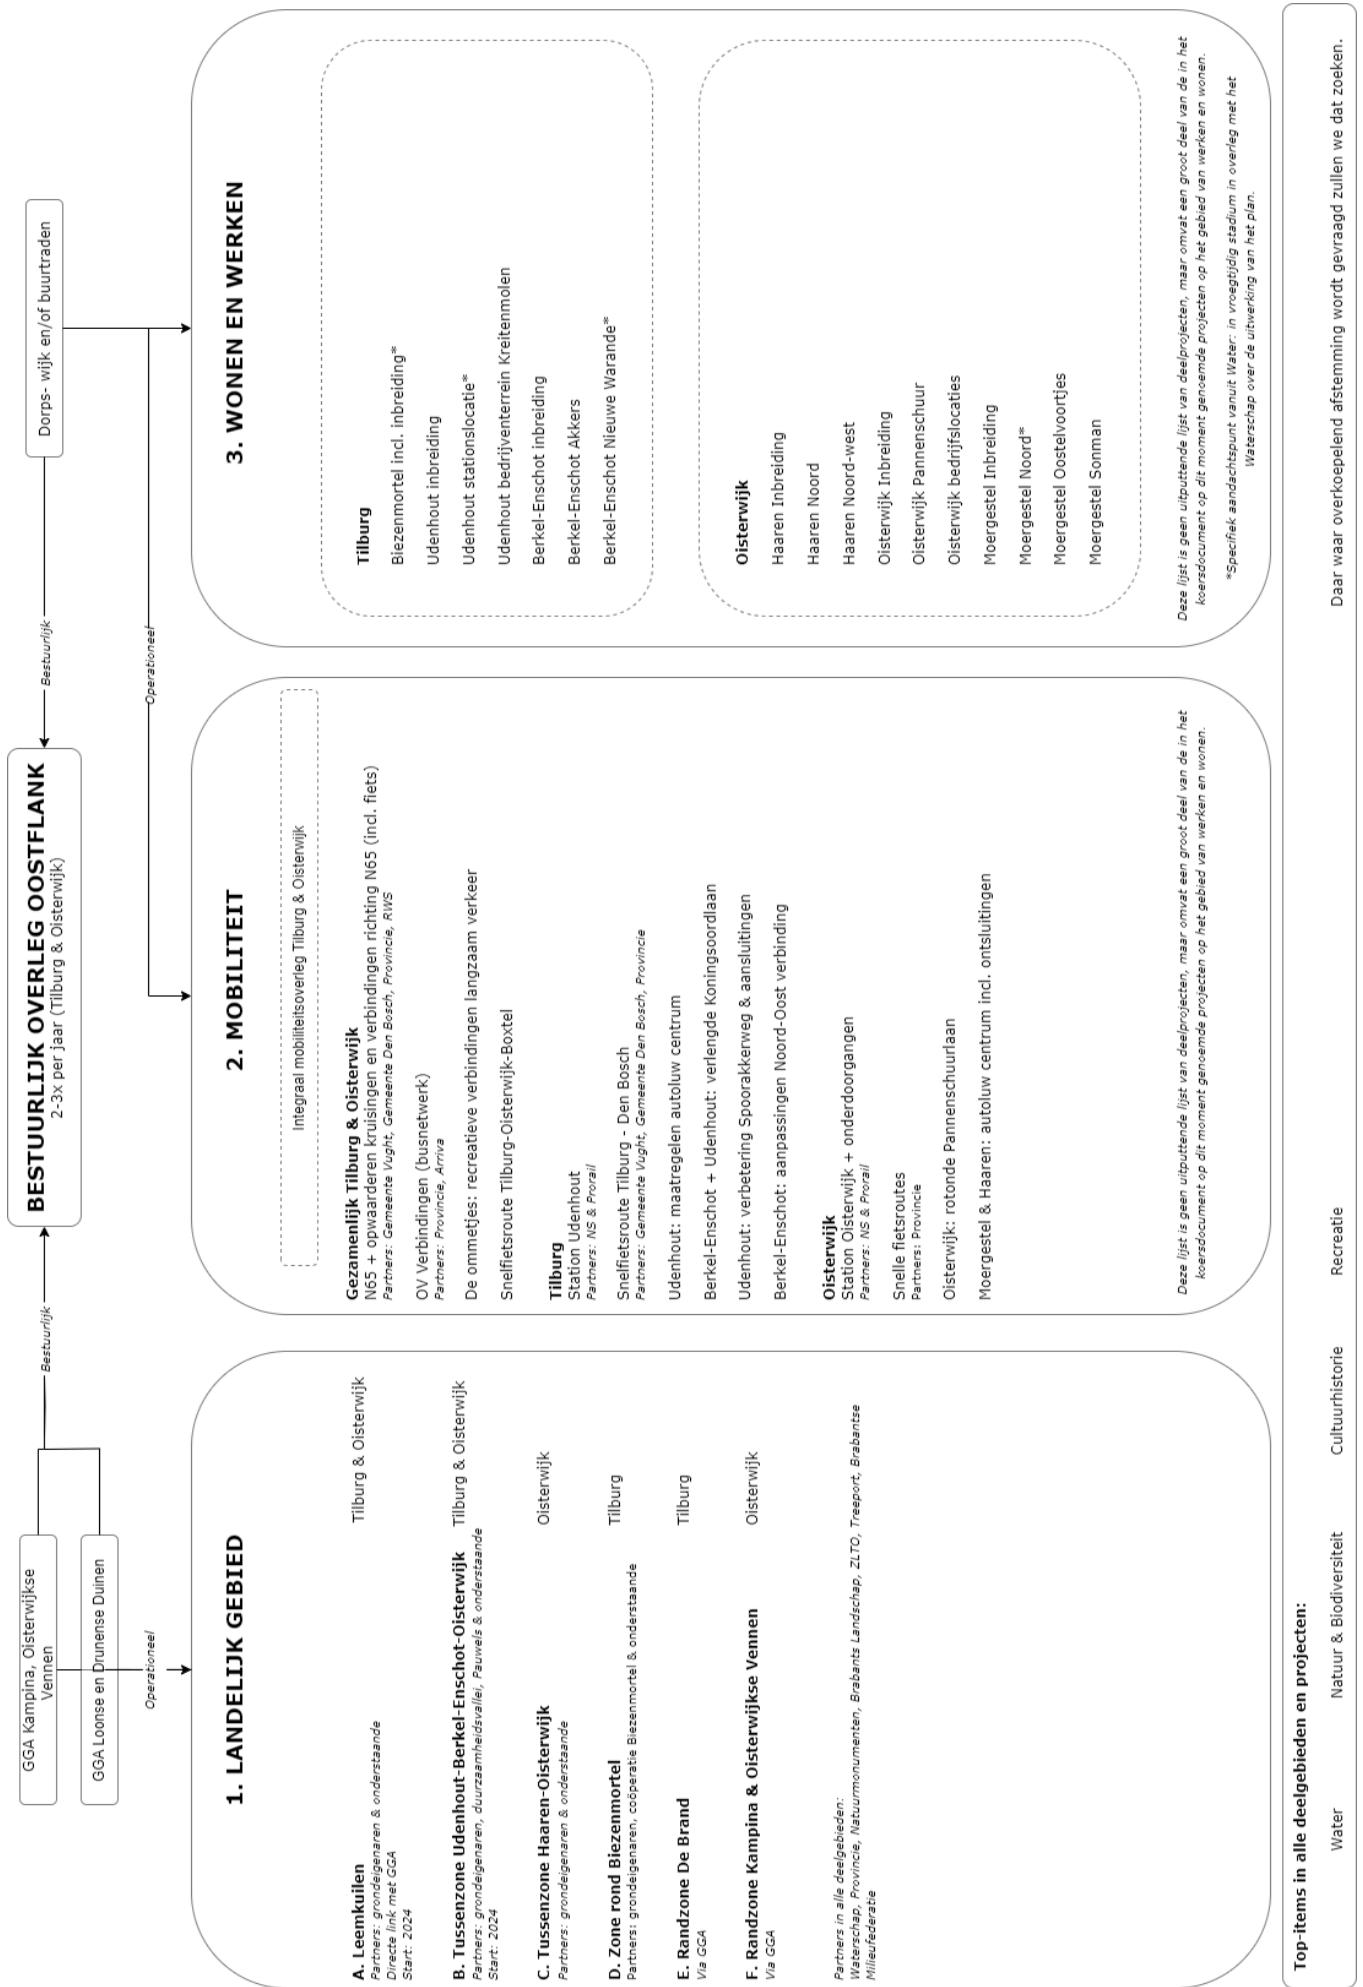 GGA Kampina, Oisterwijkse
Vennen
GGA Loonse en Drunense Duinen
Bestuurlijk
Operationeel
BESTUURLIJK OVERLEG OOSTFLANK
2-3x per jaar (Tilburg & Oisterwijk)
Bestuurlijk
Operationeel
Dorps- wijk en/of buurtraden
1. LANDELIJK GEBIED
A. Leemkuilen
Tilburg & Oisterwijk
Partners: grondeigenaren & onderstaande
Directe link met GGA
Start: 2024
B. Tussenzone Udenhout-Berkel-Enschot-Oisterwijk
Tilburg & Oisterwijk
Partners: grondeigenaren, duurzaamheidsvallei, Pauwels & onderstaande
Start: 2024
C. Tussenzone Haaren-Oisterwijk
Oisterwijk
Partners: grondeigenaren & onderstaande
D. Zone rond Biezenmortel
Tilburg
Partners: grondeigenaren, coöperatie Biezenmortel & onderstaande
E. Randzone De Brand
Tilburg
Via GGA
F. Randzone Kampina & Oisterwijkse Vennen
Oisterwijk
Via GGA
Partners in alle deelgebieden:
Waterschap, Provincie, Natuurmonumenten, Brabants Landschap, ZLTO, Treeport, Brabantse
Milieufederatie
2. MOBILITEIT
Integraal mobiliteitsoverleg Tilburg & Oisterwijk
Gezamenlijk Tilburg & Oisterwijk
N65 + opwaarderen kruisingen en verbindingen richting N65 (incl. fiets)
Partners: Gemeente Vught, Gemeente Den Bosch, Provincie, RWS
OV Verbindingen (busnetwerk)
Partners: Provincie, Arriva
De ommetjes: recreatieve verbindingen langzaam verkeer
Snelfietsroute Tilburg-Oisterwijk-Boxtel
Tilburg
Station Udenhout
Partners: NS & Prorail
Snelfietsroute Tilburg - Den Bosch
Partners: Gemeente Vught, Gemeente Den Bosch, Provincie
Udenhout: maatregelen autoluw centrum
Berkel-Enschot + Udenhout: verlengde Koningsoordlaan
Udenhout: verbetering Spoorakkerweg & aansluitingen
Berkel-Enschot: aanpassingen Noord-Oost verbinding
Oisterwijk
Station Oisterwijk + onderdoorgangen
Partners: NS & Prorail
Snelle fietsroutes
Partners: Provincie
Oisterwijk: rotonde Pannenschuurlaan
Moergestel & Haaren: autoluw centrum incl. ontsluitingen
Deze lijst is geen uitputtende lijst van deelprojecten, maar omvat een groot deel van de in het
koersdocument op dit moment genoemde projecten op het gebied van werken en wonen.
3. WONEN EN WERKEN
Tilburg
Biezenmortel incl. inbreiding*
Udenhout inbreiding
Udenhout stationslocatie*
Udenhout bedrijventerrein Kreitenmolen
Berkel-Enschot inbreiding
Berkel-Enschot Akkers
Berkel-Enschot Nieuwe Warande*
Oisterwijk
Haaren Inbreiding
Haaren Noord
Haaren Noord-west
Oisterwijk Inbreiding
Oisterwijk Pannenschuur
Oisterwijk bedrijfslocaties
Moergestel Inbreiding
Moergestel Noord*
Moergestel Oostelvoortjes
Moergestel Sonman
Deze lijst is geen uitputtende lijst van deelprojecten, maar omvat een groot deel van de in het
koersdocument op dit moment genoemde projecten op het gebied van werken en wonen.
*Specifiek aandachtspunt vanuit Water: in vroegtijdig stadium in overleg met het
Waterschap over de uitwerking van het plan.
Top-items in alle deelgebieden en projecten:
Water
Natuur & Biodiversiteit
Cultuurhistorie
Recreatie
Daar waar overkoepelend afstemming wordt gevraagd zullen we dat zoeken.